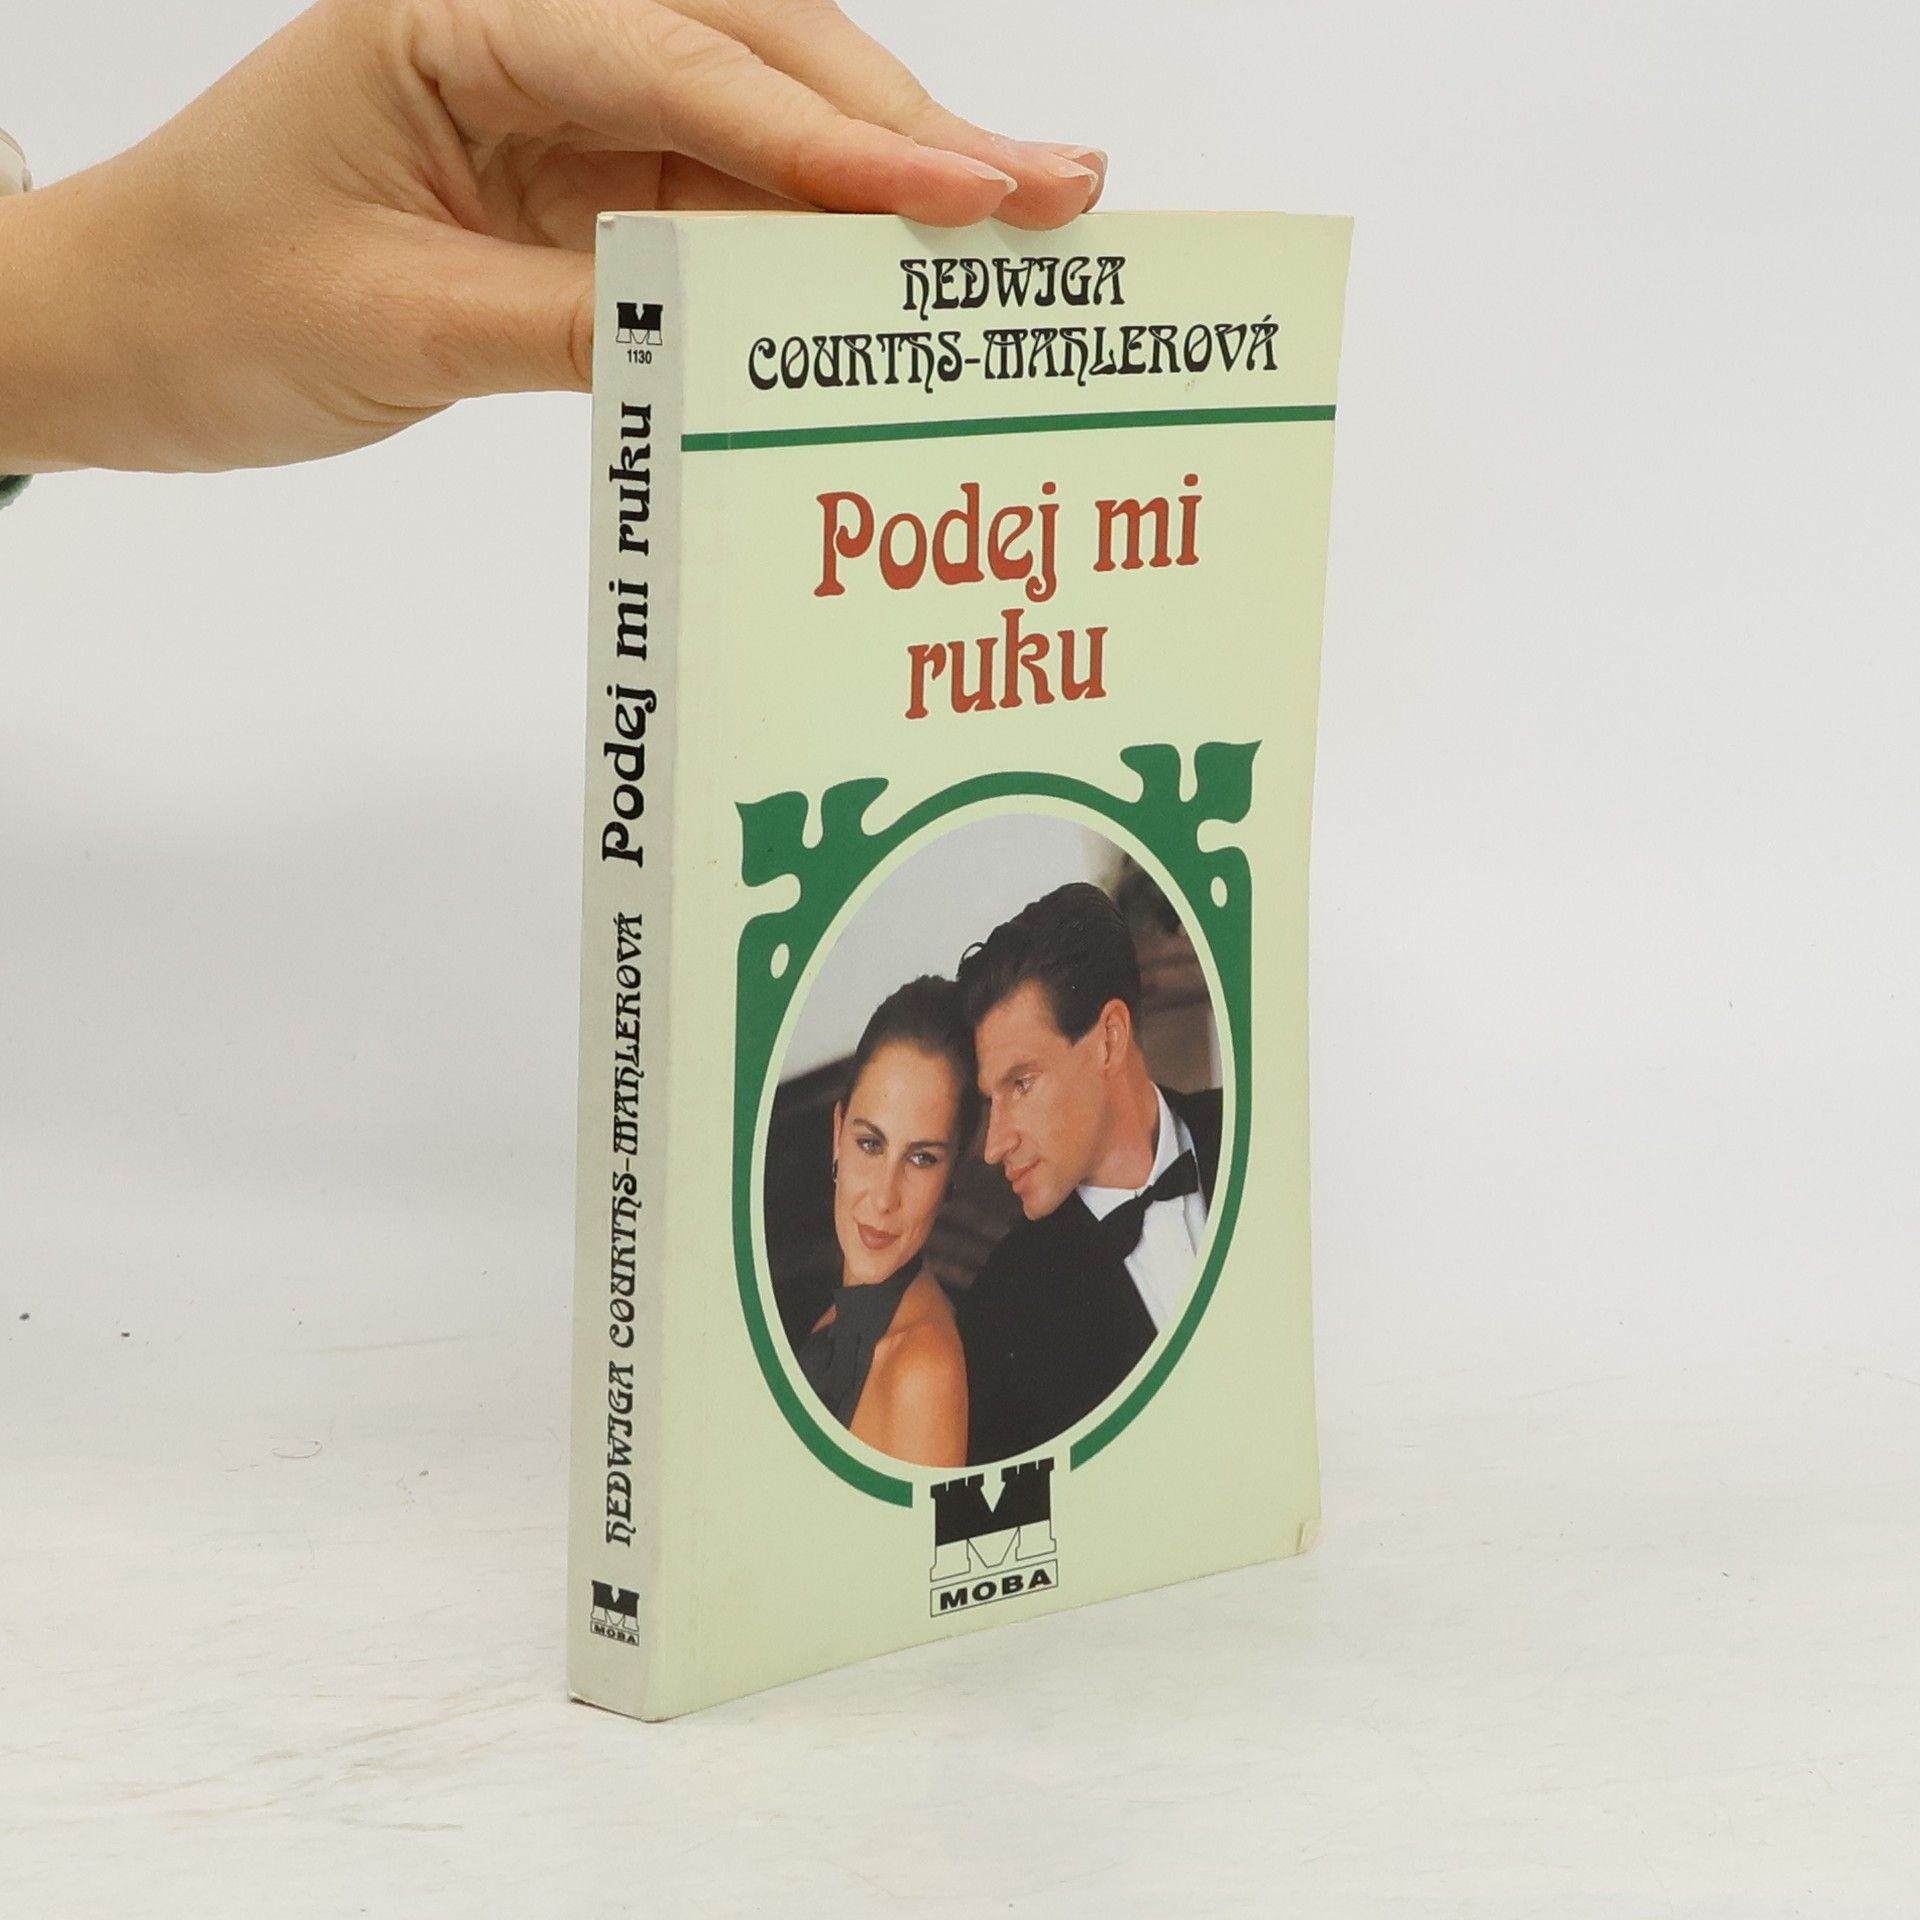 HEDWIGA
COURTHS-MAHLEROVÁ
Podej mi
ruku
MOBA
1130
HEDWIGA COURTHS-MAHLEROVÁ Podej mi ruku
MOBA